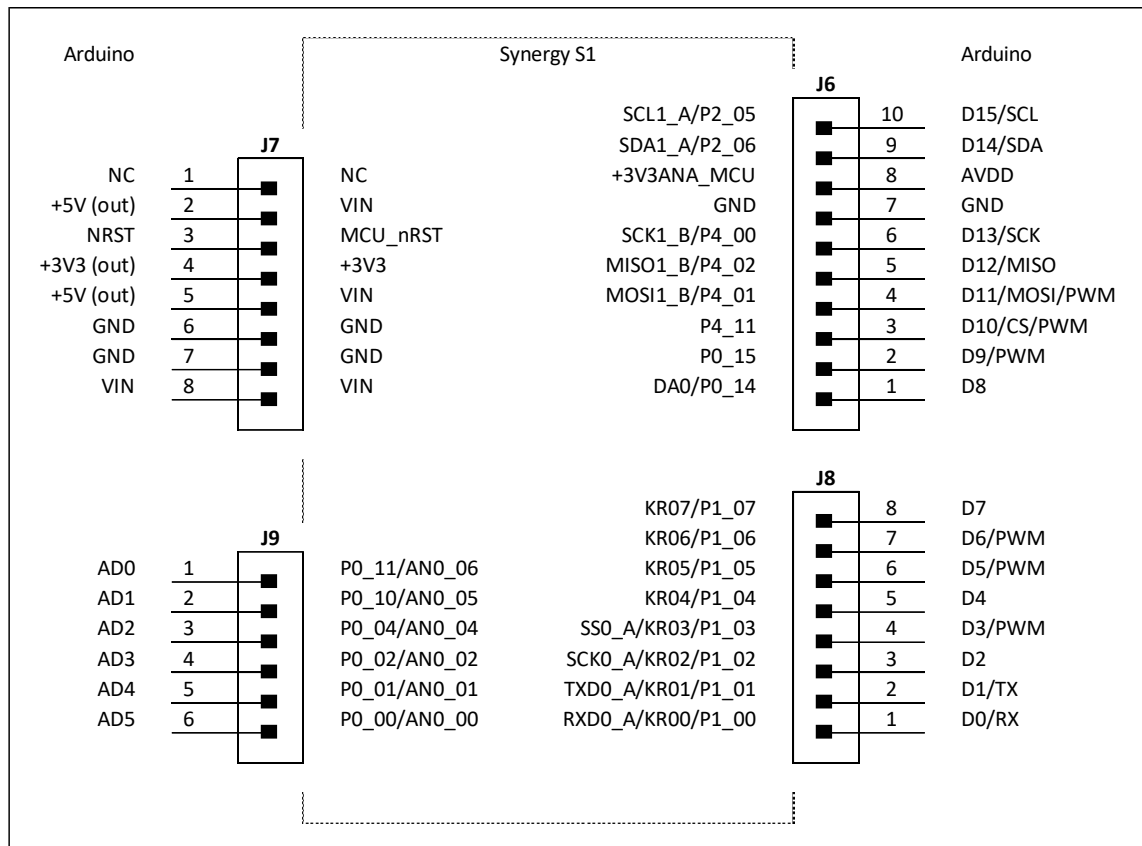 Arduino Synergy S1 Arduino
J7
NC 1 NC
+5V (out) 2 VIN
NRST 3 MCU_nRST
+3V3 (out) 4 +3V3
+5V (out) 5 VIN
GND 6 GND
GND 7 GND
VIN 8 VIN
J6
SCL1_A/P2_05 10 D15/SCL
SDA1_A/P2_06 9 D14/SDA
+3V3ANA_MCU 8 AVDD
GND 7 GND
SCK1_B/P4_00 6 D13/SCK
MISO1_B/P4_02 5 D12/MISO
MOSI1_B/P4_01 4 D11/MOSI/PWM
P4_11 3 D10/CS/PWM
P0_15 2 D9/PWM
DA0/P0_14 1 D8
J9
AD0 1 P0_11/AN0_06
AD1 2 P0_10/AN0_05
AD2 3 P0_04/AN0_04
AD3 4 P0_02/AN0_02
AD4 5 P0_01/AN0_01
AD5 6 P0_00/AN0_00
J8
KR07/P1_07 8 D7
KR06/P1_06 7 D6/PWM
KR05/P1_05 6 D5/PWM
KR04/P1_04 5 D4
SS0_A/KR03/P1_03 4 D3/PWM
SCK0_A/KR02/P1_02 3 D2
TXD0_A/KR01/P1_01 2 D1/TX
RXD0_A/KR00/P1_00 1 D0/RX